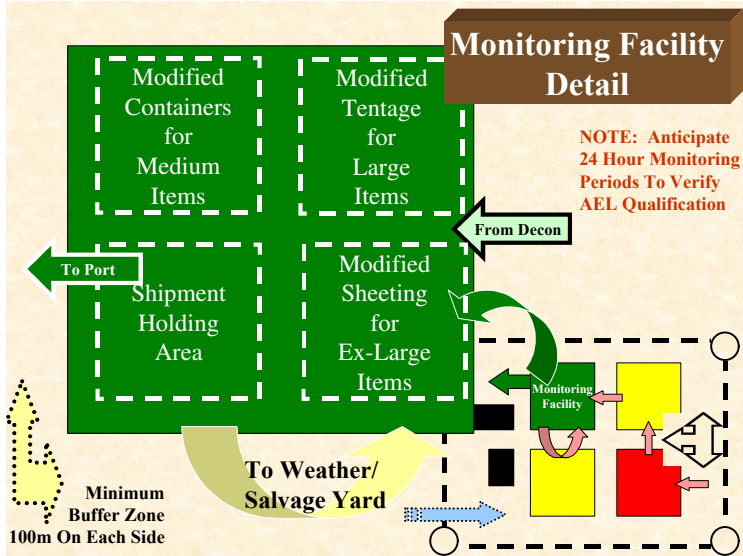 Monitoring Facility
Detail
Modified
Containers
for
Medium
Items
Modified
Tentage
for
Large
Items
NOTE:  Anticipate
24 Hour Monitoring
Periods To Verify
AEL Qualification
From Decon
To Port
Shipment
Holding
Area
Modified
Sheeting
for
Ex-Large
Items
Monitoring
Facility
To Weather/
Salvage Yard
Minimum
Buffer Zone
100m On Each Side